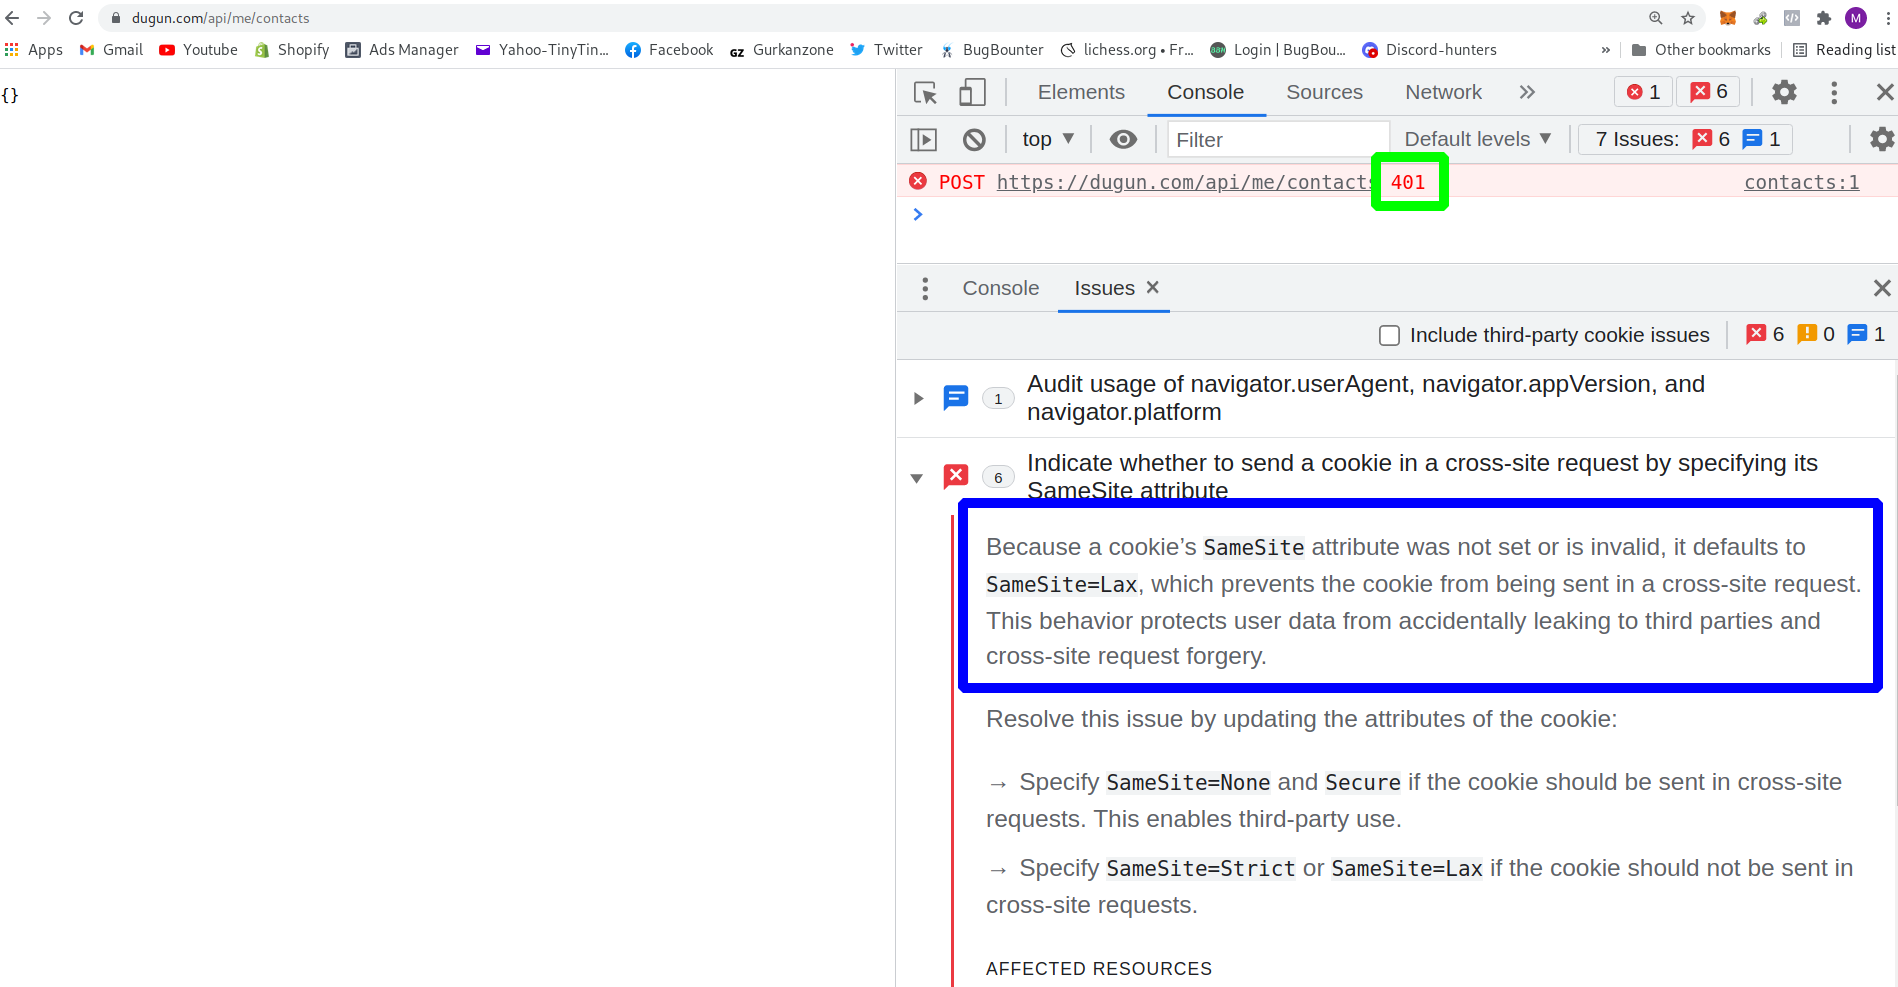 dugun.com/api/me/contacts
M
Apps Gmail Youtube Shopify Ads Manager Yahoo-TinyTin... Facebook GZ Gurkanzone Twitter BugBounter lichess.org • Fr... Login | BugBou... Discord-hunters » Other bookmarks Reading list
{}
Elements Console Sources Network 1 6
top Filter Default levels 7 Issues: 6 1
POST https://dugun.com/api/me/contacts 401 contacts:1
Console Issues
Include third-party cookie issues 6 0 1
1 Audit usage of navigator.userAgent, navigator.appVersion, and
navigator.platform
6 Indicate whether to send a cookie in a cross-site request by specifying its
SameSite attribute
Because a cookie’s SameSite attribute was not set or is invalid, it defaults to
SameSite=Lax, which prevents the cookie from being sent in a cross-site request.
This behavior protects user data from accidentally leaking to third parties and
cross-site request forgery.
Resolve this issue by updating the attributes of the cookie:
→ Specify SameSite=None and Secure if the cookie should be sent in cross-site
requests. This enables third-party use.
→ Specify SameSite=Strict or SameSite=Lax if the cookie should not be sent in
cross-site requests.
AFFECTED RESOURCES